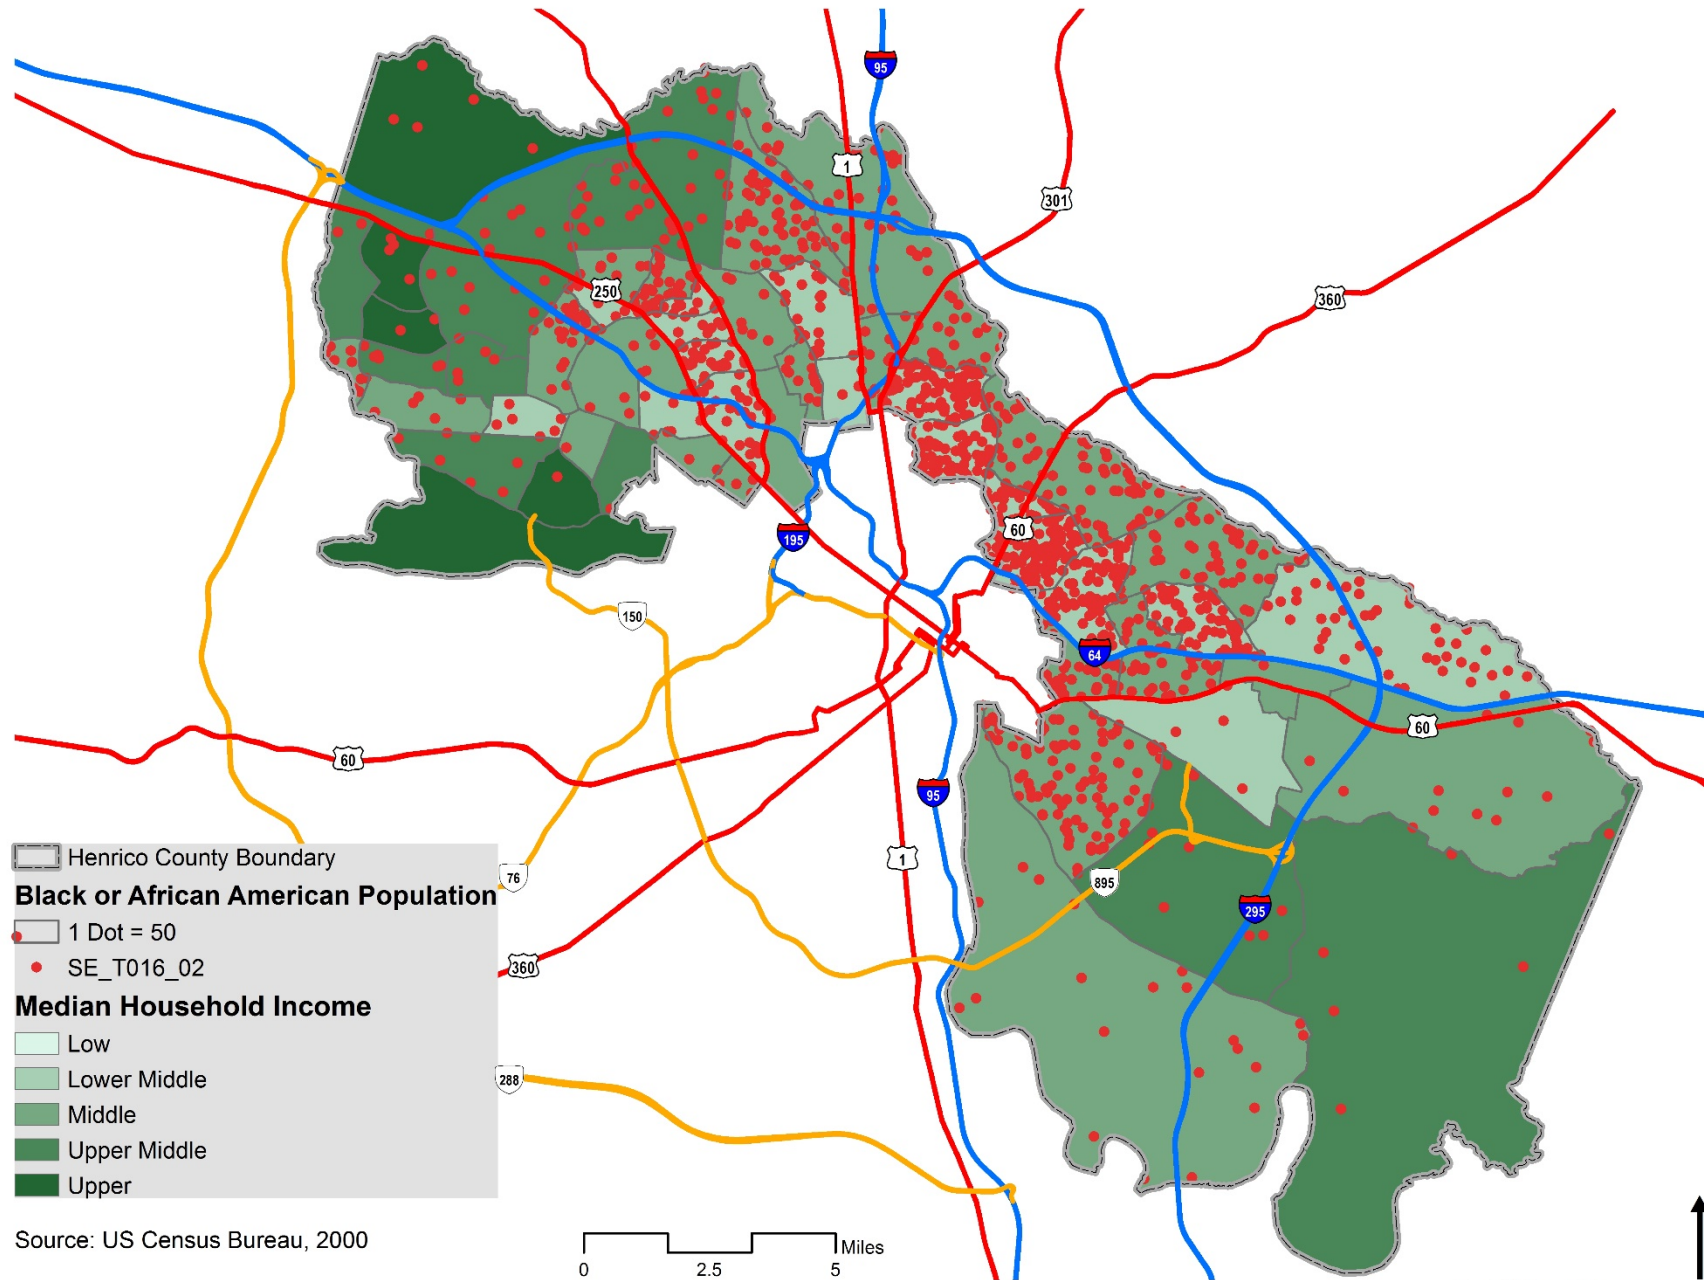 95
1
301
360
250
60
195
150
64
60
60
95
1
76
895
295
360
288
Henrico County Boundary
Black or African American Population
1 Dot = 50
SE_T016_02
Median Household Income
Low
Lower Middle
Middle
Upper Middle
Upper
Source: US Census Bureau, 2000
Miles
0 2.5 5